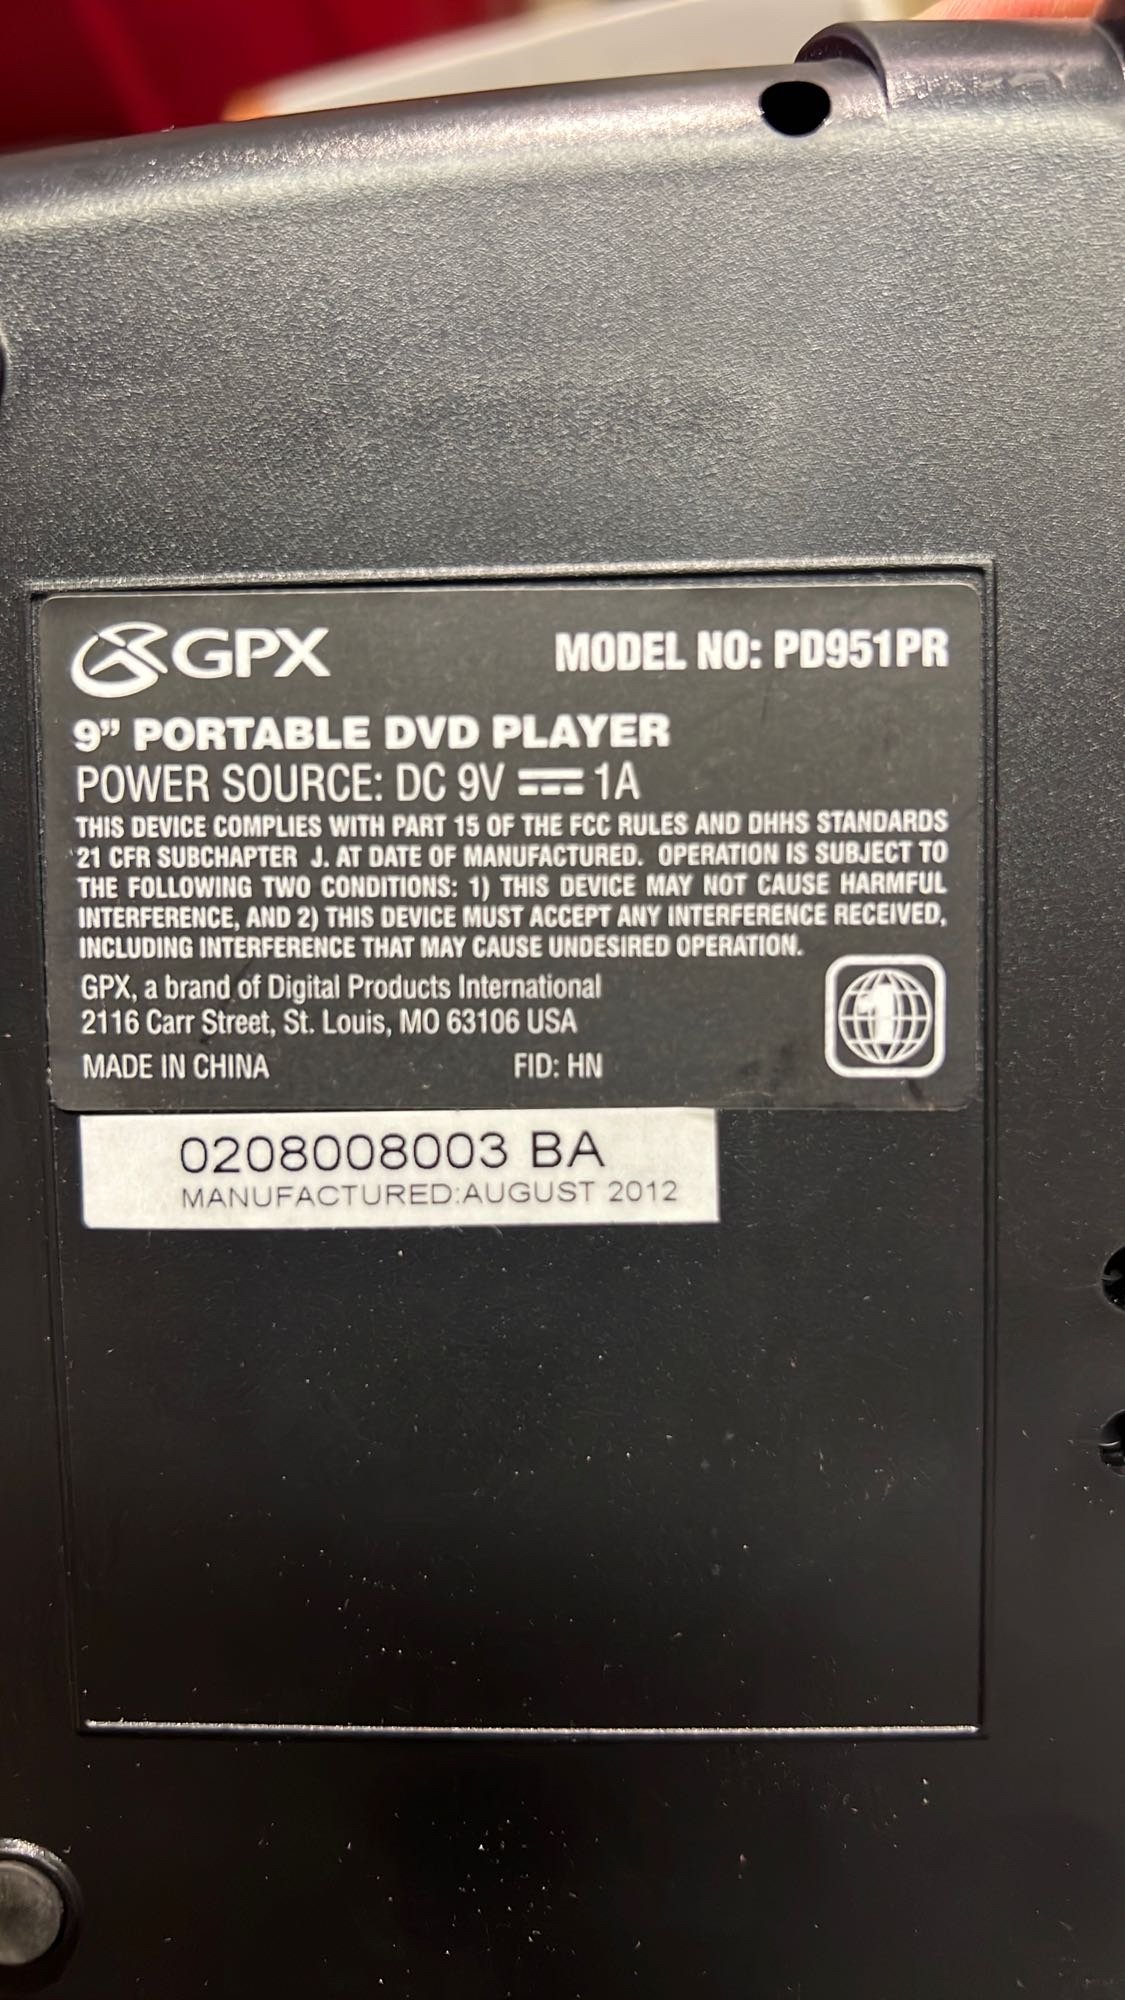 GPX
MODEL NO: PD951PR
9” PORTABLE DVD PLAYER
POWER SOURCE: DC 9V ⎓ 1A
THIS DEVICE COMPLIES WITH PART 15 OF THE FCC RULES AND DHHS STANDARDS
21 CFR SUBCHAPTER J. AT DATE OF MANUFACTURED. OPERATION IS SUBJECT TO
THE FOLLOWING TWO CONDITIONS: 1) THIS DEVICE MAY NOT CAUSE HARMFUL
INTERFERENCE, AND 2) THIS DEVICE MUST ACCEPT ANY INTERFERENCE RECEIVED,
INCLUDING INTERFERENCE THAT MAY CAUSE UNDESIRED OPERATION.
GPX, a brand of Digital Products International
2116 Carr Street, St. Louis, MO 63106 USA
MADE IN CHINA
FID: HN
1
0208008003 BA
MANUFACTURED:AUGUST 2012